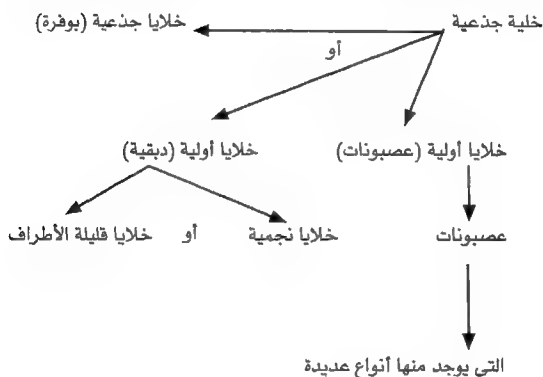 خلية جذعية
خلايا جذعية (بوفرة)
أو
خلايا أولية (عصبونات)
خلايا أولية (دبقية)
عصبونات
خلايا نجمية
أو
خلايا قليلة الأطراف
التي يوجد منها أنواع عديدة